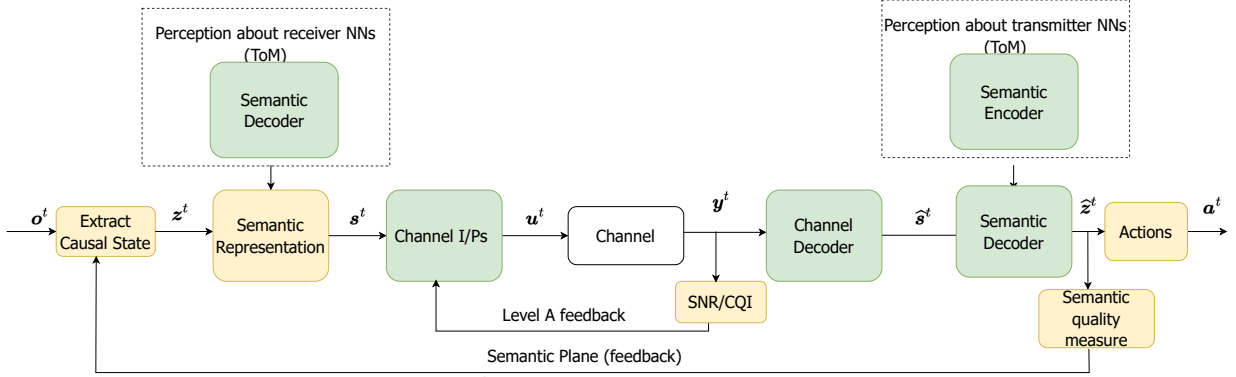 Perception about receiver NNs
(ToM)
Semantic
Decoder
Perception about transmitter NNs
(ToM)
Semantic
Encoder
o^t
Extract
Causal State
z^t
Semantic
Representation
s^t
Channel I/Ps
u^t
Channel
y^t
Channel
Decoder
ŝ^t
Semantic
Decoder
ẑ^t
Actions
a^t
SNR/CQI
Level A feedback
Semantic
quality
measure
Semantic Plane (feedback)